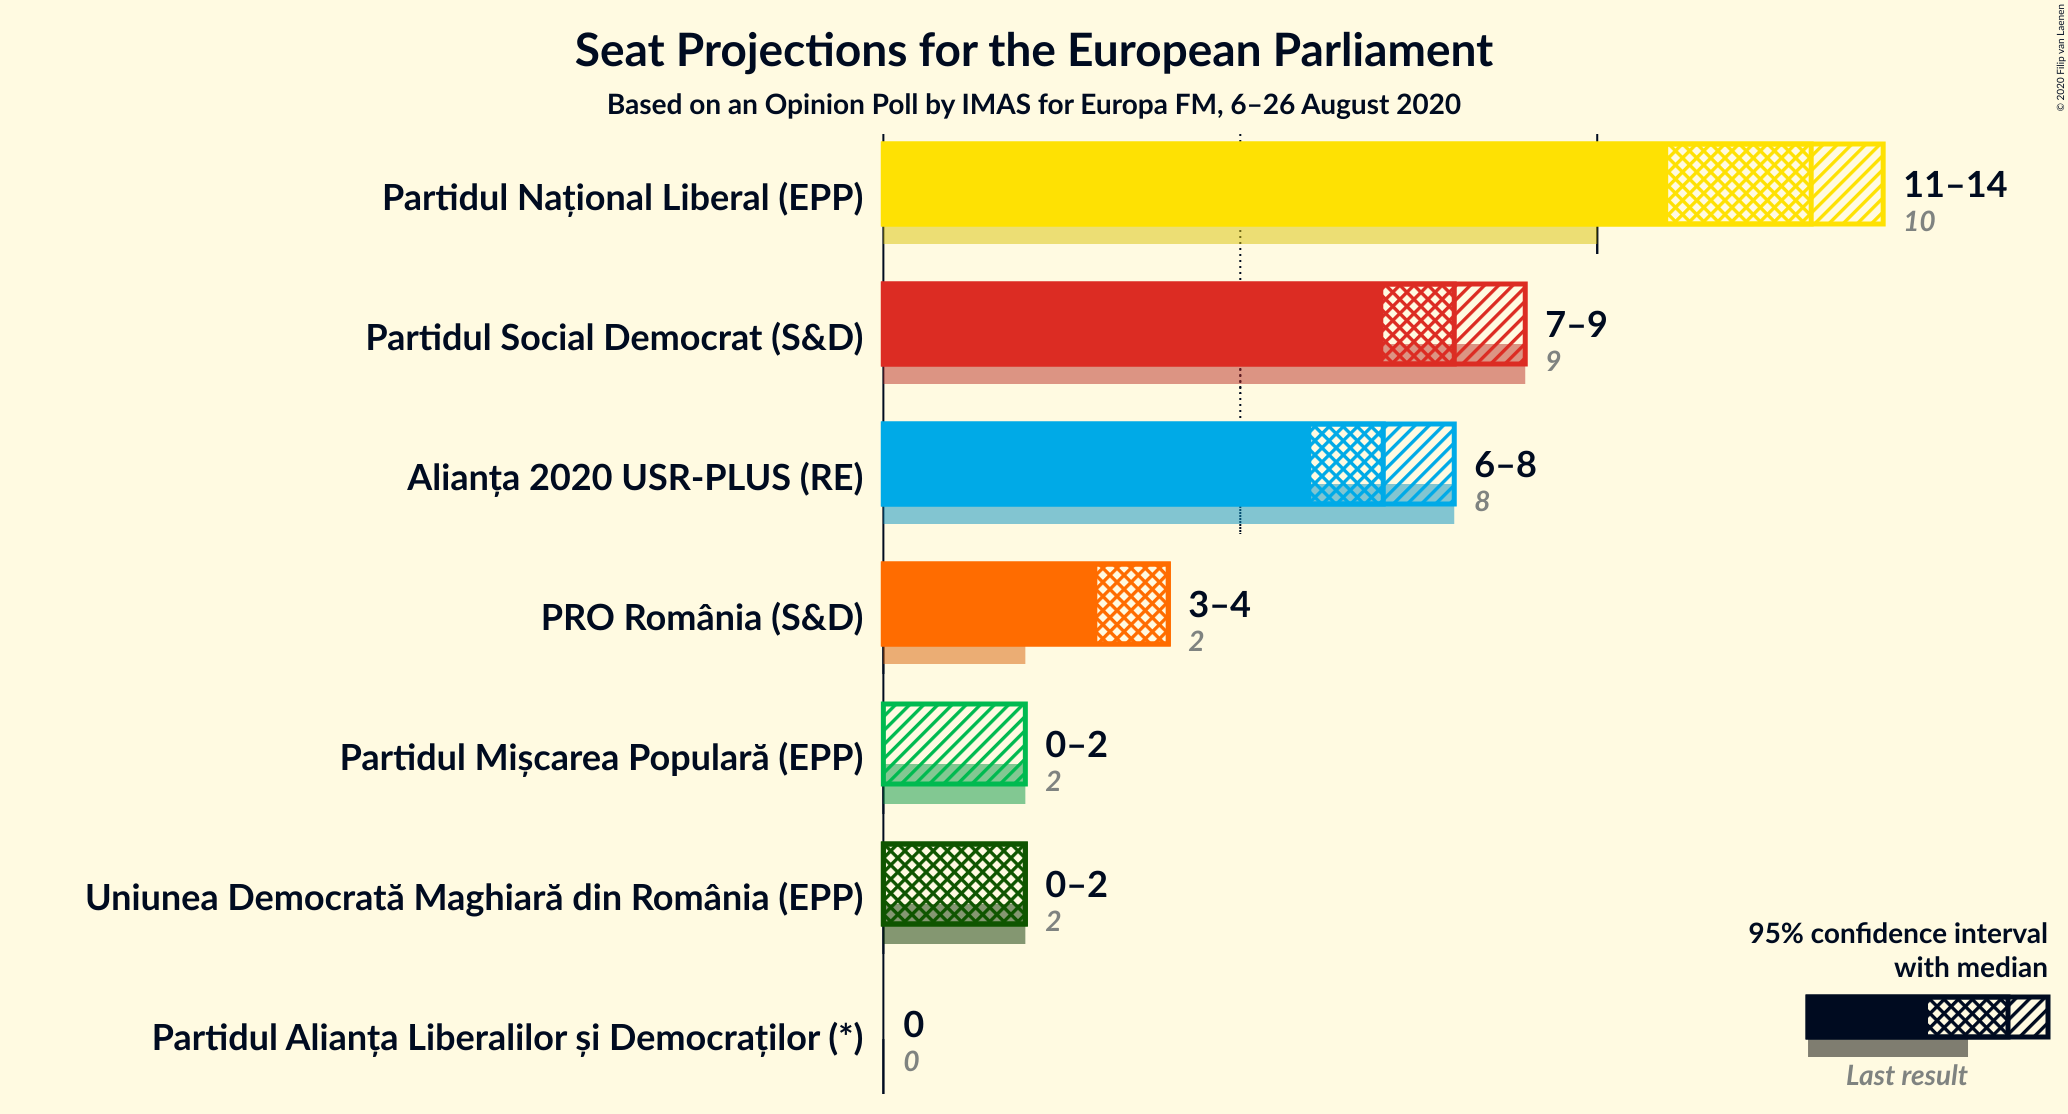 Seat Projections for the European Parliament
Based on an Opinion Poll by IMAS for Europa FM, 6–26 August 2020
© 2020 Filip van Laenen
Partidul Național Liberal (EPP)
11–14
10
Partidul Social Democrat (S&D)
7–9
9
Alianța 2020 USR-PLUS (RE)
6–8
8
PRO România (S&D)
3–4
2
Partidul Mișcarea Populară (EPP)
0–2
2
Uniunea Democrată Maghiară din România (EPP)
0–2
2
Partidul Alianța Liberalilor și Democraților (*)
0
0
95% confidence interval
with median
Last result